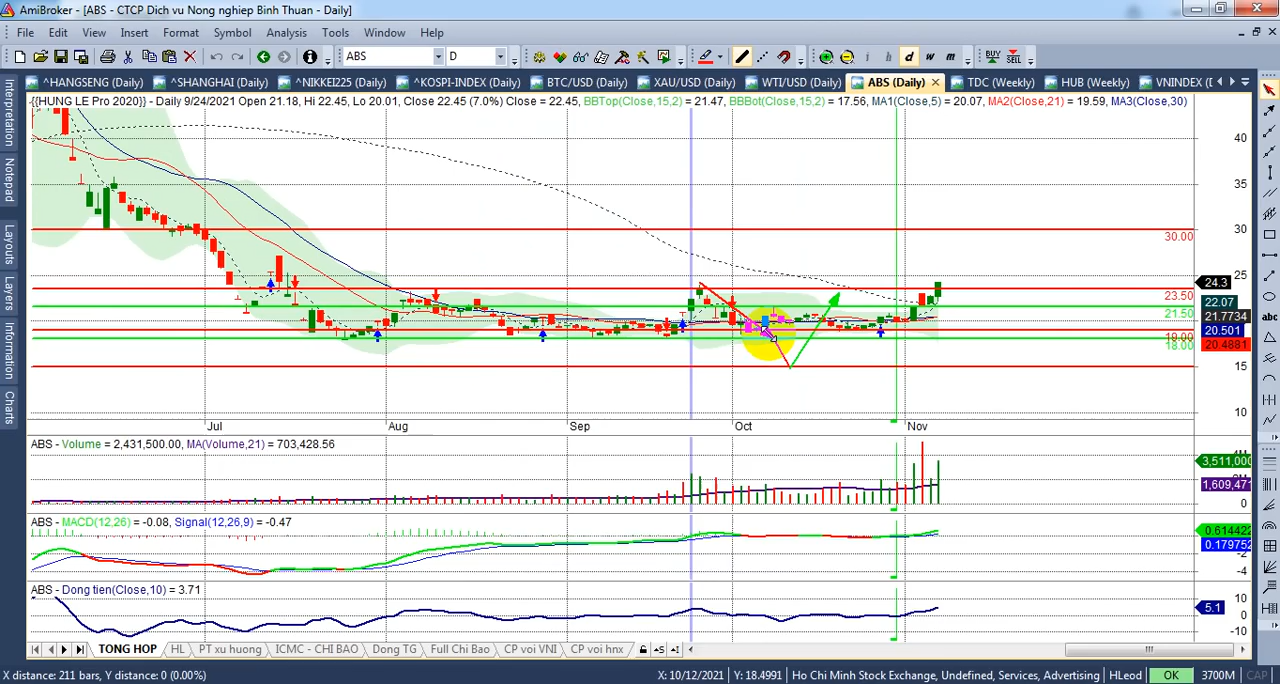 AmiBroker - [ABS - CTCP Dich vu Nong nghiep Binh Thuan - Daily]
File Edit View Insert Format Symbol Analysis Tools Window Help
ABS D i h d w m BUY SELL
^HANGSENG (Daily) ^SHANGHAI (Daily) ^NIKKEI225 (Daily) ^KOSPI-INDEX (Daily) BTC/USD (Daily) XAU/USD (Daily) WTI/USD (Daily) ABS (Daily) TDC (Weekly) HUB (Weekly) VNINDEX (D
{{HUNG LE Pro 2020}} - Daily 9/24/2021 Open 21.18, Hi 22.45, Lo 20.01, Close 22.45 (7.0%) Close = 22.45, BBTop(Close,15,2) = 21.47, BBBot(Close,15,2) = 17.56, MA1(Close,5) = 20.07, MA2(Close,21) = 19.59, MA3(Close,30)
Interpretation
Notepad
Layouts
Layers
Information
Charts
40
35
30
30.00
25
24.3
23.50
22.07
21.50
21.7734
20.501
19.00
20.4881
18.00
15
10
abc
Jul Aug Sep Oct Nov
ABS - Volume = 2,431,500.00, MA(Volume,21) = 703,428.56
3,511,000
1,609,471
0
ABS - MACD(12,26) = -0.08, Signal(12,26,9) = -0.47
0.614422
0.179752
-2
-4
ABS - Dong tien(Close,10) = 3.71
10
5.1
0
-10
TONG HOP HL PT xu huong ICMC - CHI BAO Dong TG Full Chi Bao CP voi VNI CP voi hnx
X distance: 211 bars, Y distance: 0 (0.00%) X: 10/12/2021 Y: 18.4991 Ho Chi Minh Stock Exchange, Undefined, Services, Advertising HLeod OK 3700M CAP